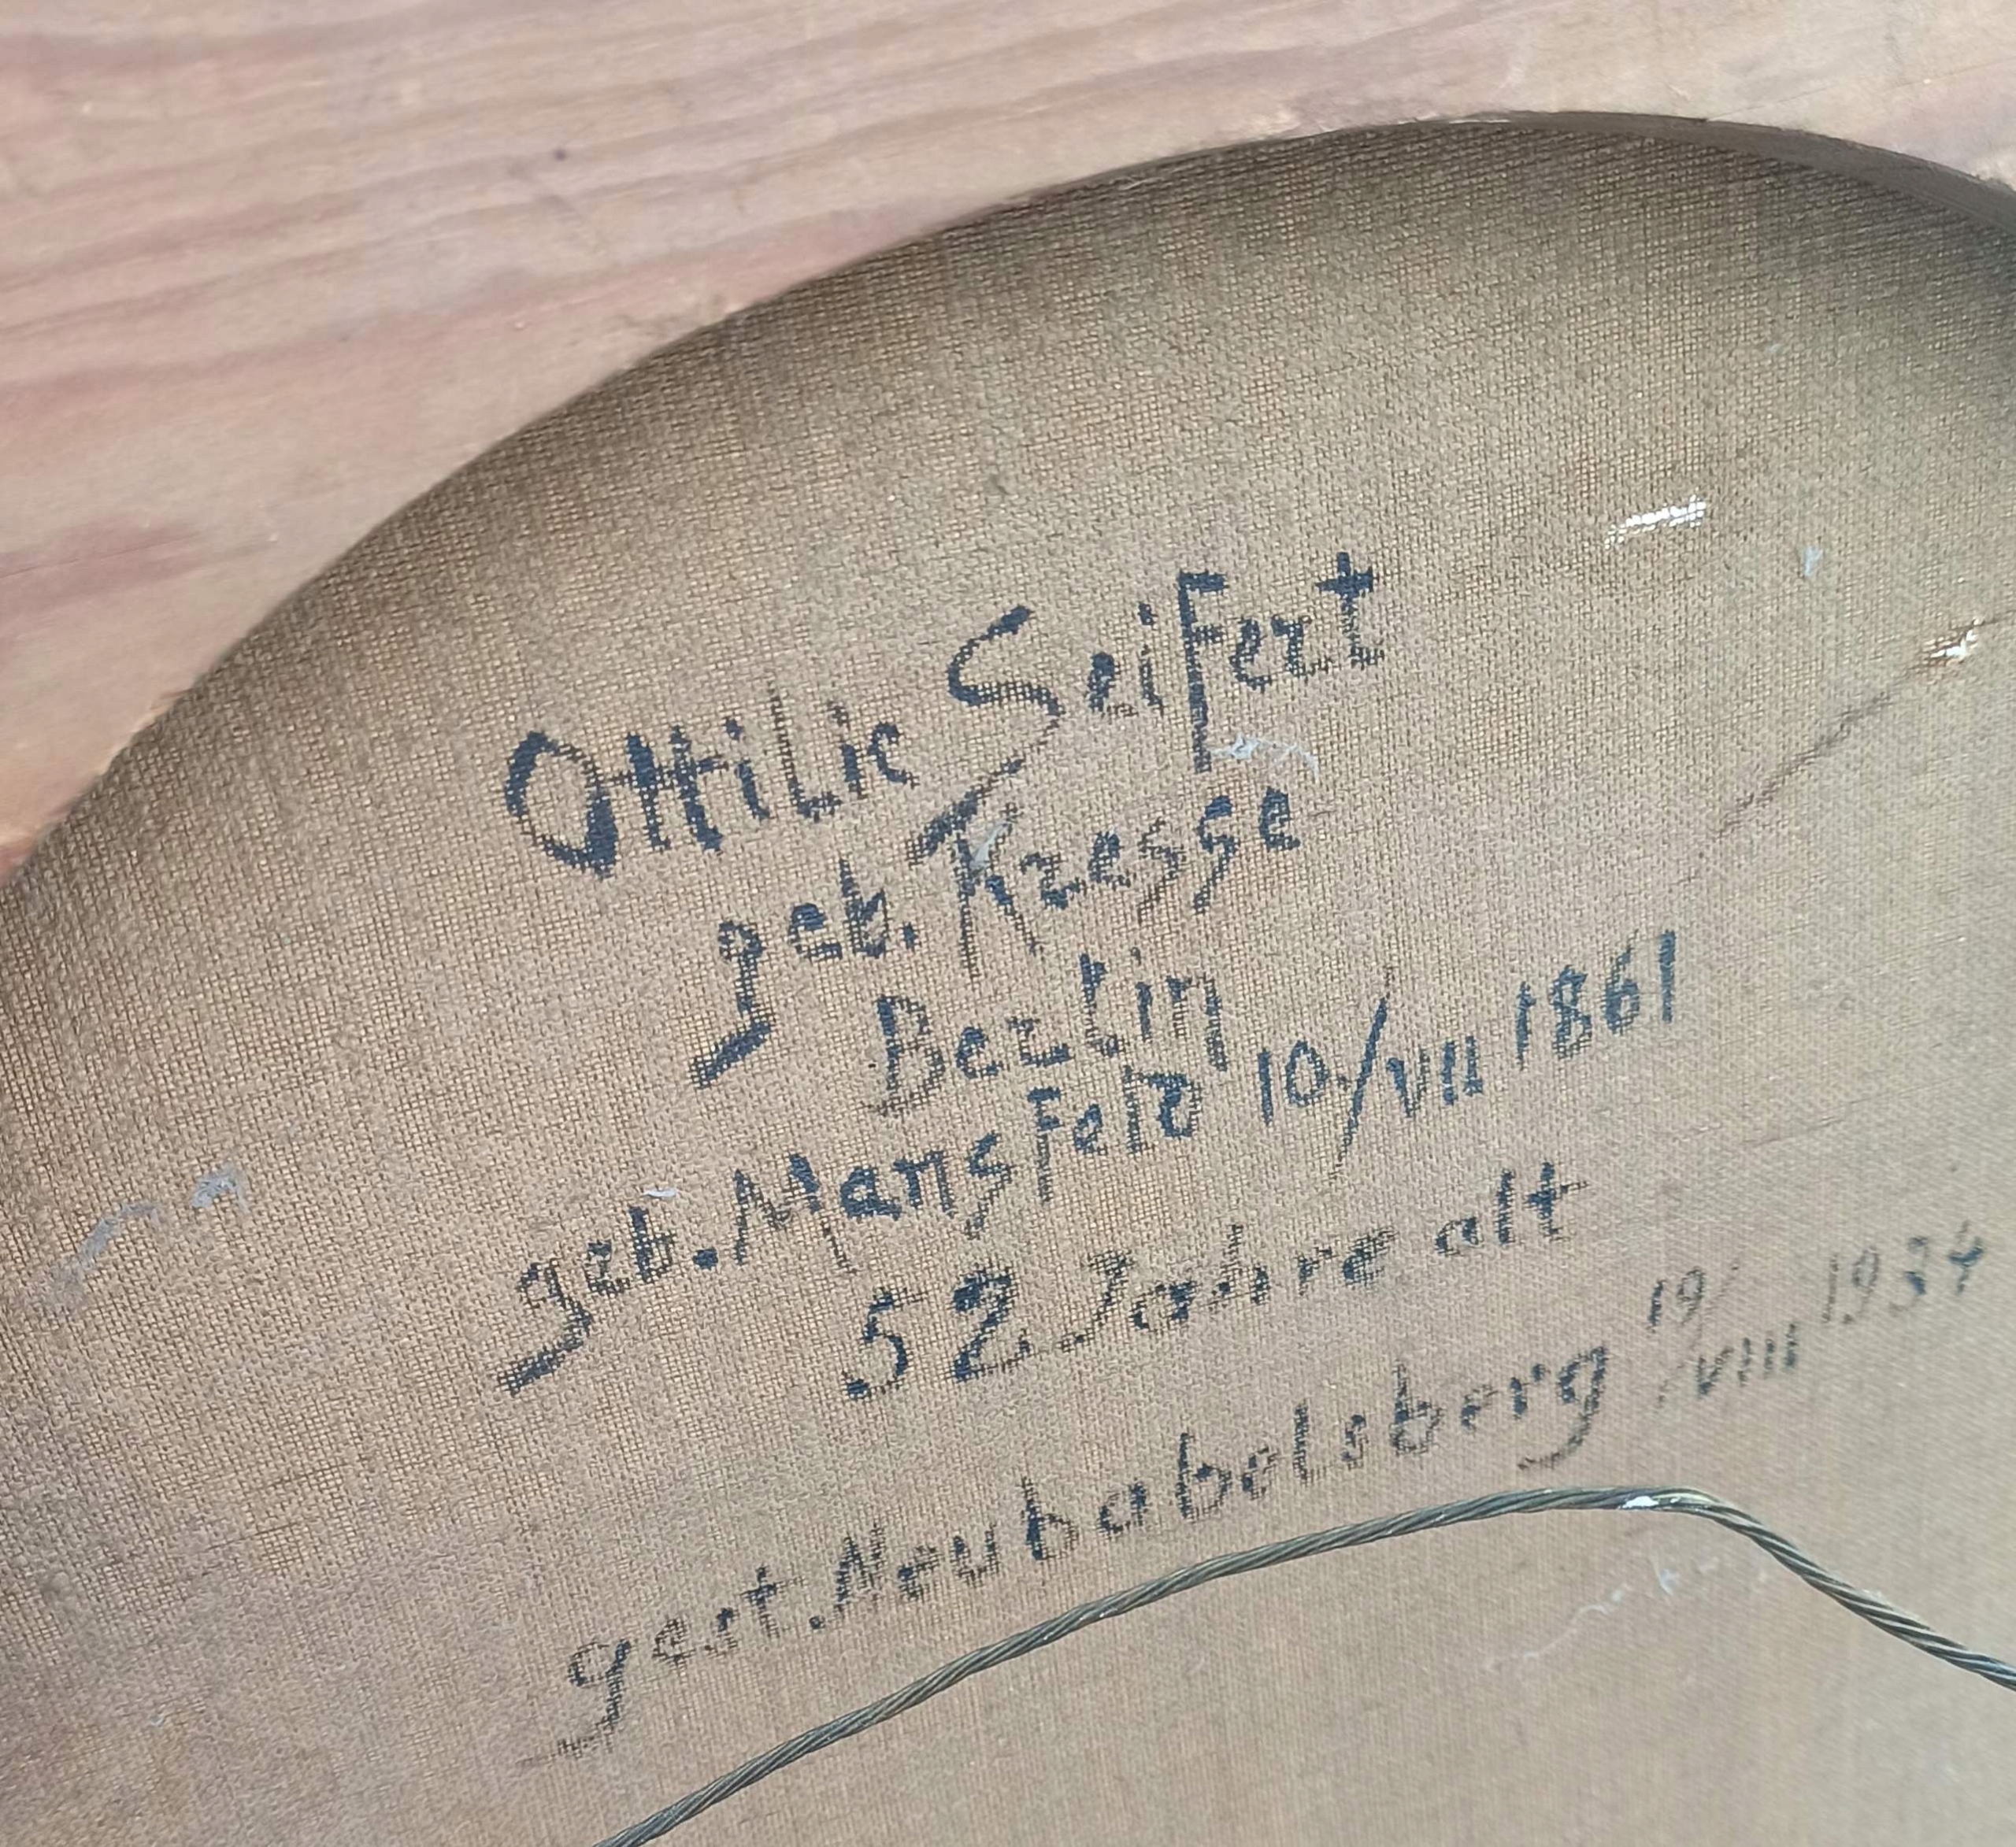 Ottilie Seifert
geb. Kresse
Berlin
geb. Mansfeld 10/VII 1861
52 Jahre alt
gest. Neubabelsberg 19/VIII 1934